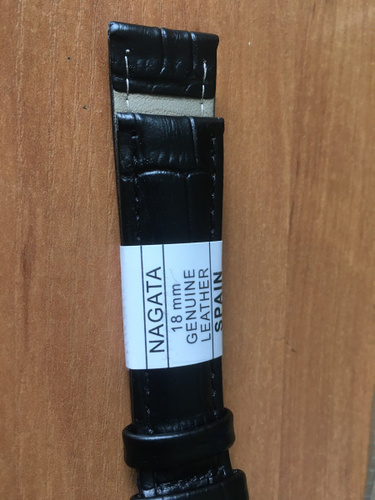 NAGATA
18 mm
GENUINE
LEATHER
SPAIN